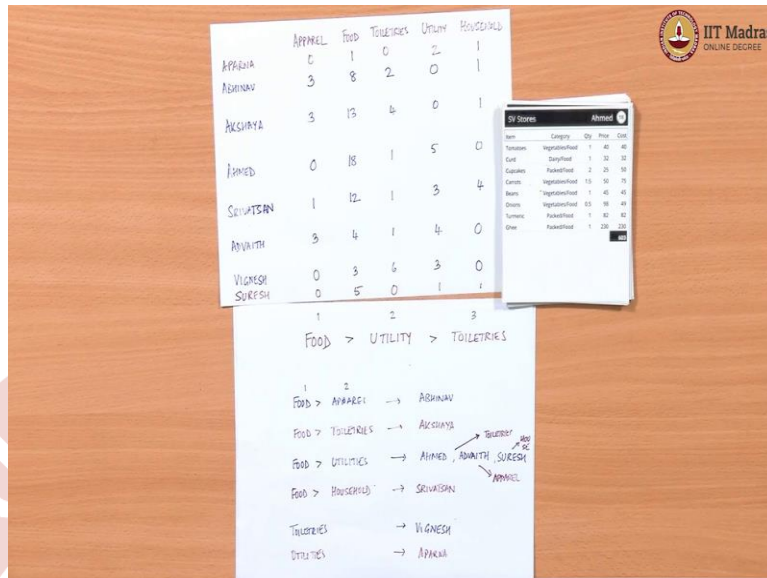 APPAREL FOOD TOILETRIES UTILITY HOUSEHOLD
APARNA 0 1 0 2 1
ABHINAV 3 8 2 0 1
AKSHAYA 3 13 4 0 1
AHMED 0 18 1 5 0
SRIVATSAN 1 12 1 3 4
ADVAITH 3 4 1 4 0
VIGNESH 0 3 6 3 0
SURESH 0 5 0 1 1
1 2 3
FOOD > UTILITY > TOILETRIES
1 2
FOOD > APPAREL → ABHINAV
FOOD > TOILETRIES → AKSHAYA
TOILETRIES
FOOD > UTILITIES → AHMED, ADVAITH, SURESH
APPAREL
FOOD > HOUSEHOLD → SRIVATSAN
TOILETRIES → VIGNESH
UTILITIES → APARNA
IIT Madras
ONLINE DEGREE
SV Stores Ahmed
Item Category Qty Price Cost
Tomatoes Vegetables/Food 1 40 40
Curd Dairy/Food 1 32 32
Cupcakes Packed/Food 2 25 50
Carrots Vegetables/Food 1.5 50 75
Beans Vegetables/Food 1 45 45
Onions Vegetables/Food 0.5 98 49
Turmeric Packed/Food 1 82 82
Ghee Packed/Food 1 230 230
603